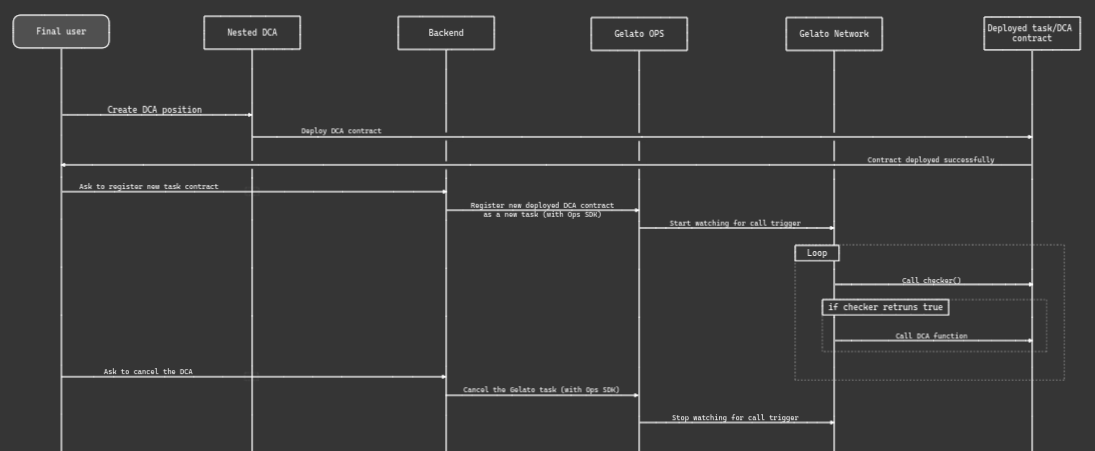 Final user
Nested DCA
Backend
Gelato OPS
Gelato Network
Deployed task/DCA
contract
Create DCA position
Deploy DCA contract
Contract deployed successfully
Ask to register new task contract
Register new deployed DCA contract
as a new task (with Ops SDK)
Start watching for call trigger
Loop
Call checker()
if checker retruns true
Call DCA function
Ask to cancel the DCA
Cancel the Gelato task (with Ops SDK)
Stop watching for call trigger